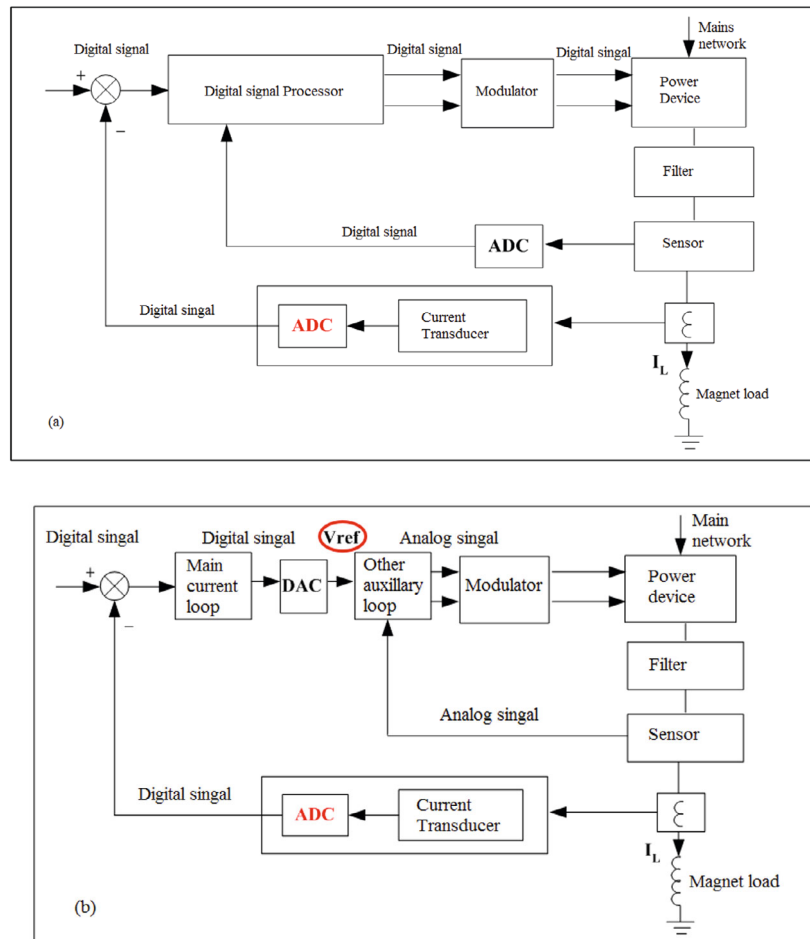 Mains
network
Digital signal
Digital signal
Digital singal
+
Digital signal Processor
Modulator
Power
Device
−
Filter
Digital signal
ADC
Sensor
Digital singal
ADC
Current
Transducer
I_L
Magnet load
(a)
Digital singal
Digital singal
Vref
Analog singal
Main
network
+
Main
current
loop
DAC
Other
auxillary
loop
Modulator
Power
device
−
Filter
Analog singal
Sensor
Digital singal
ADC
Current
Transducer
I_L
Magnet load
(b)